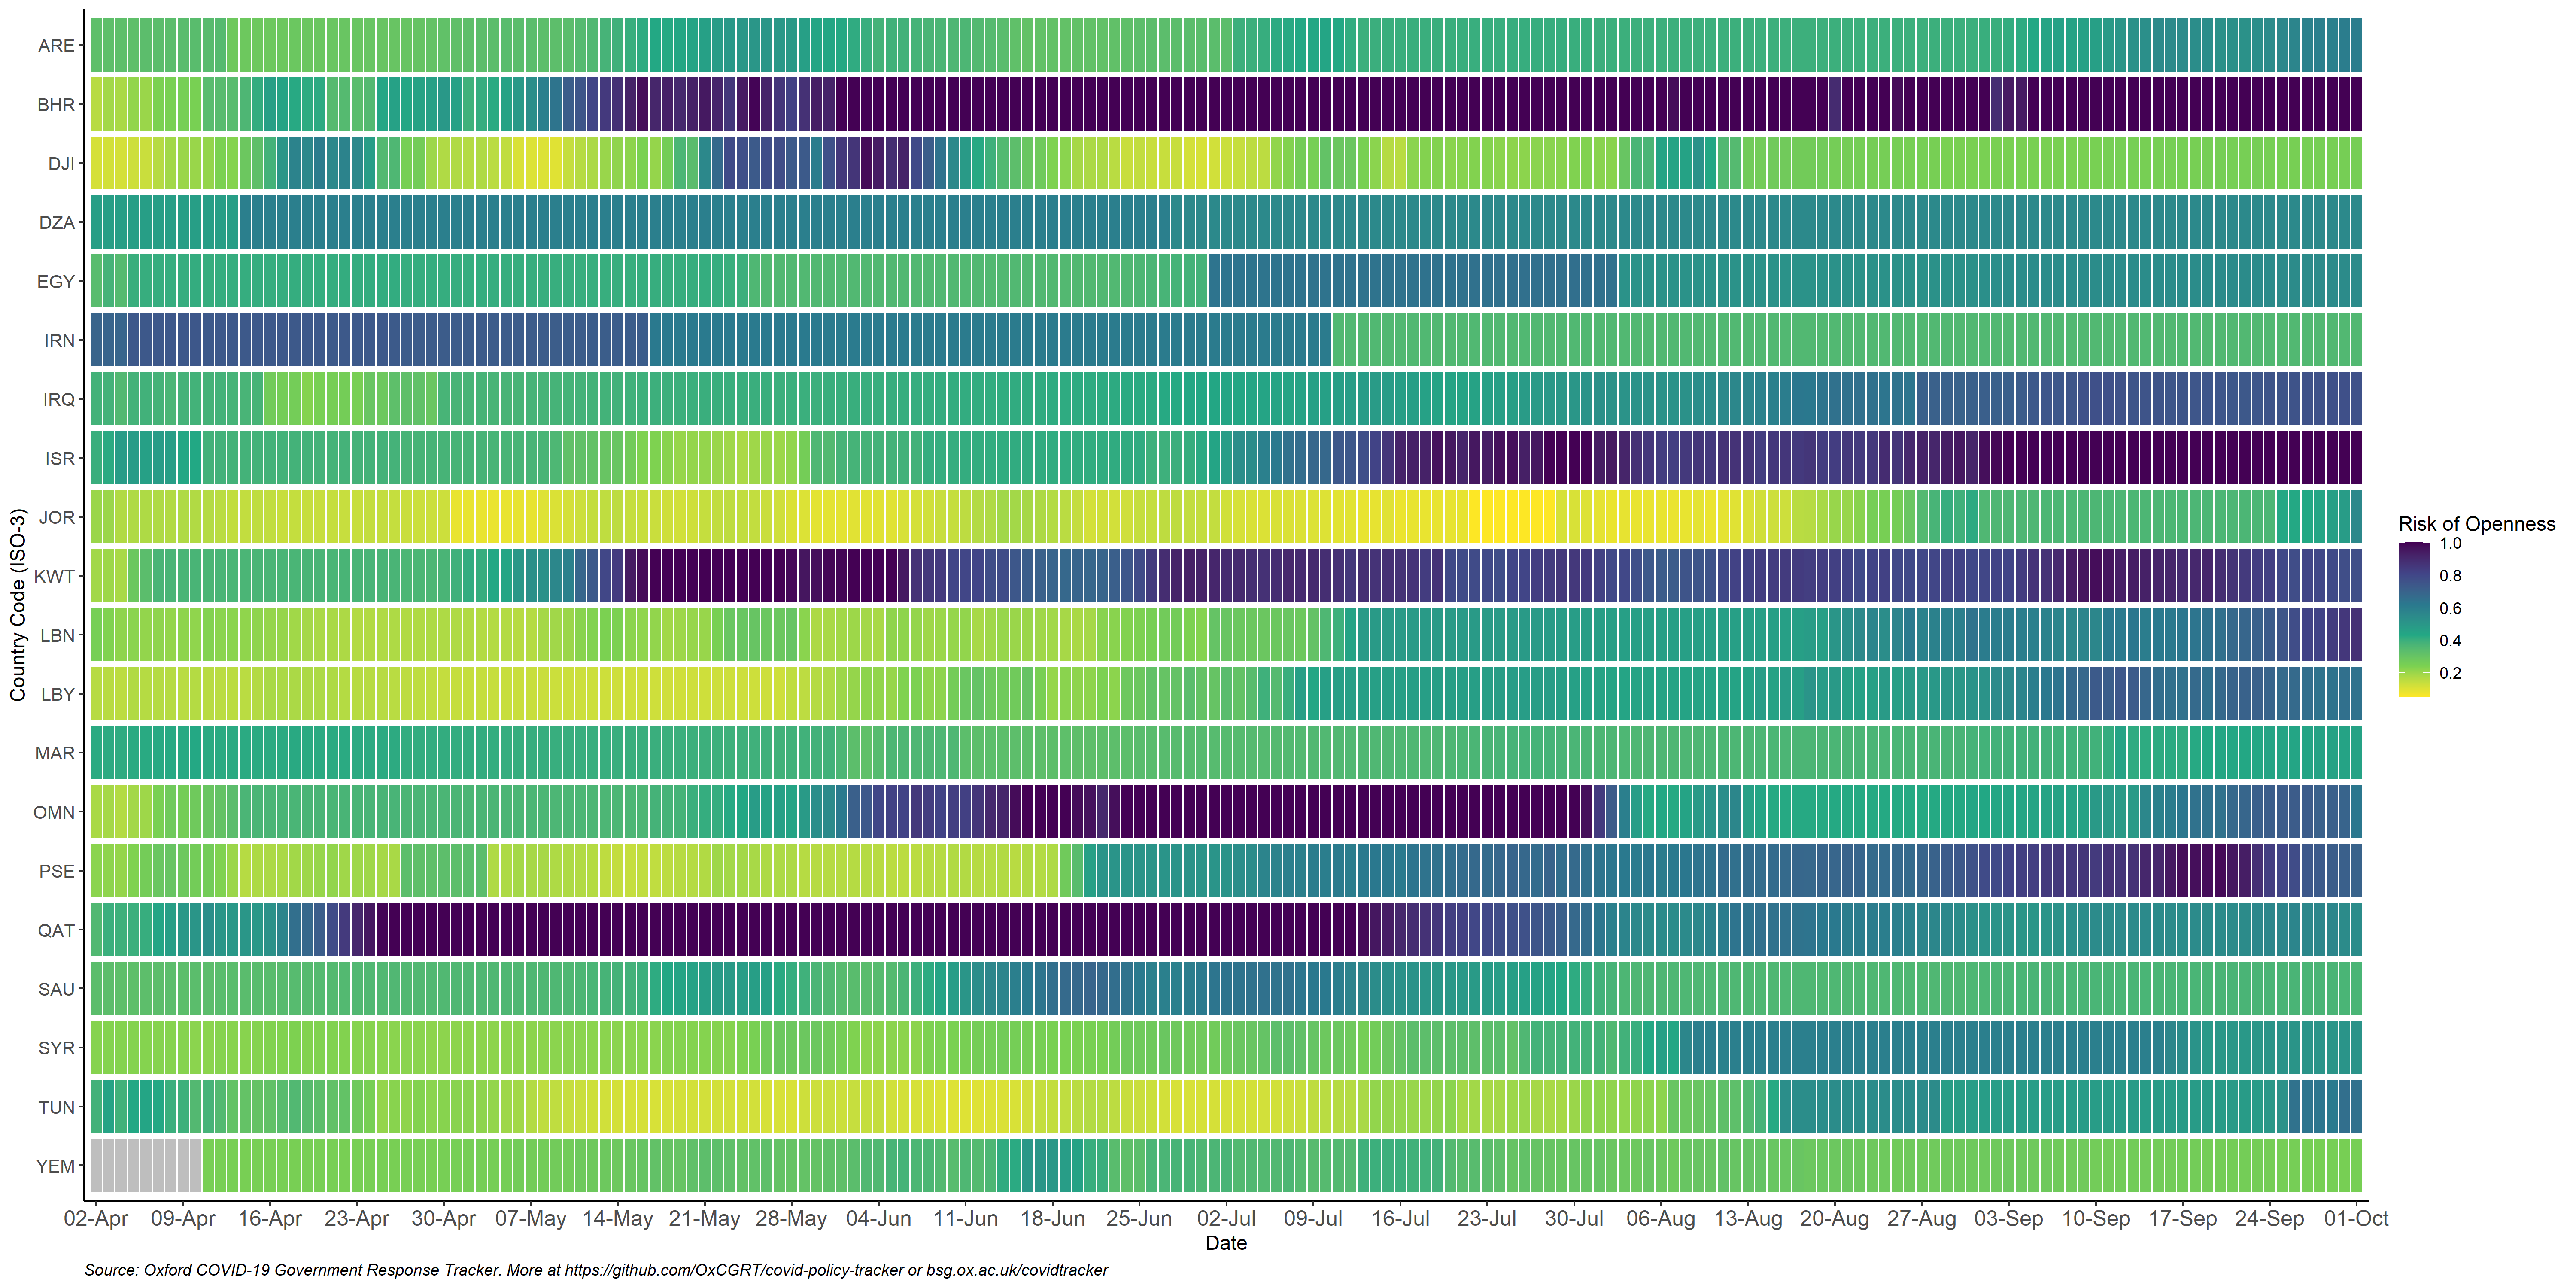 ARE
BHR
DJI
DZA
EGY
IRN
IRQ
ISR
JOR
KWT
LBN
LBY
MAR
OMN
PSE
QAT
SAU
SYR
TUN
YEM
Country Code (ISO-3)
02-Apr 09-Apr 16-Apr 23-Apr 30-Apr 07-May 14-May 21-May 28-May 04-Jun 11-Jun 18-Jun 25-Jun 02-Jul 09-Jul 16-Jul 23-Jul 30-Jul 06-Aug 13-Aug 20-Aug 27-Aug 03-Sep 10-Sep 17-Sep 24-Sep 01-Oct
Date
Risk of Openness
1.0
0.8
0.6
0.4
0.2
Source: Oxford COVID-19 Government Response Tracker. More at https://github.com/OxCGRT/covid-policy-tracker or bsg.ox.ac.uk/covidtracker